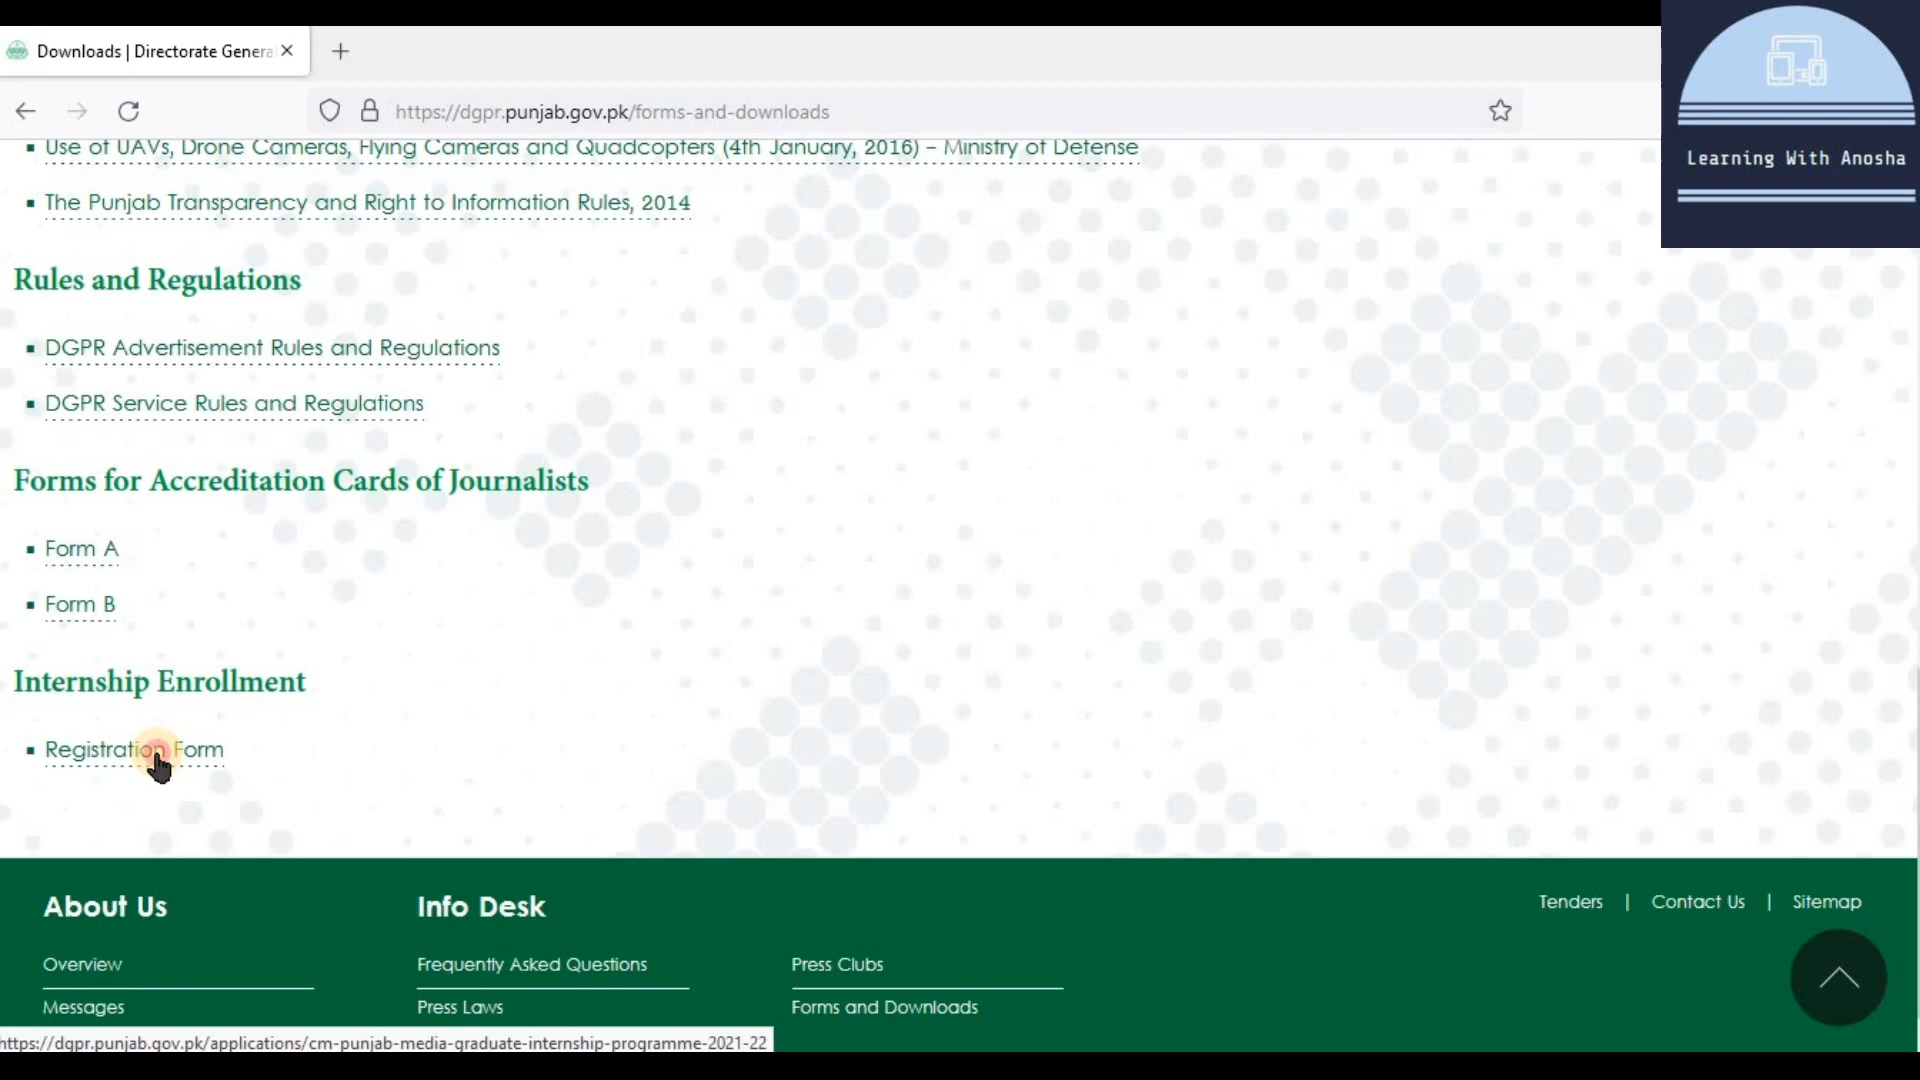 Downloads | Directorate Genera
https://dgpr.punjab.gov.pk/forms-and-downloads
Learning With Anosha
Use of UAVs, Drone Cameras, Flying Cameras and Quadcopters (4th January, 2016) – Ministry of Defense
The Punjab Transparency and Right to Information Rules, 2014
Rules and Regulations
DGPR Advertisement Rules and Regulations
DGPR Service Rules and Regulations
Forms for Accreditation Cards of Journalists
Form A
Form B
Internship Enrollment
Registration Form
About Us
Info Desk
Tenders | Contact Us | Sitemap
Overview
Frequently Asked Questions
Press Clubs
Messages
Press Laws
Forms and Downloads
https://dgpr.punjab.gov.pk/applications/cm-punjab-media-graduate-internship-programme-2021-22